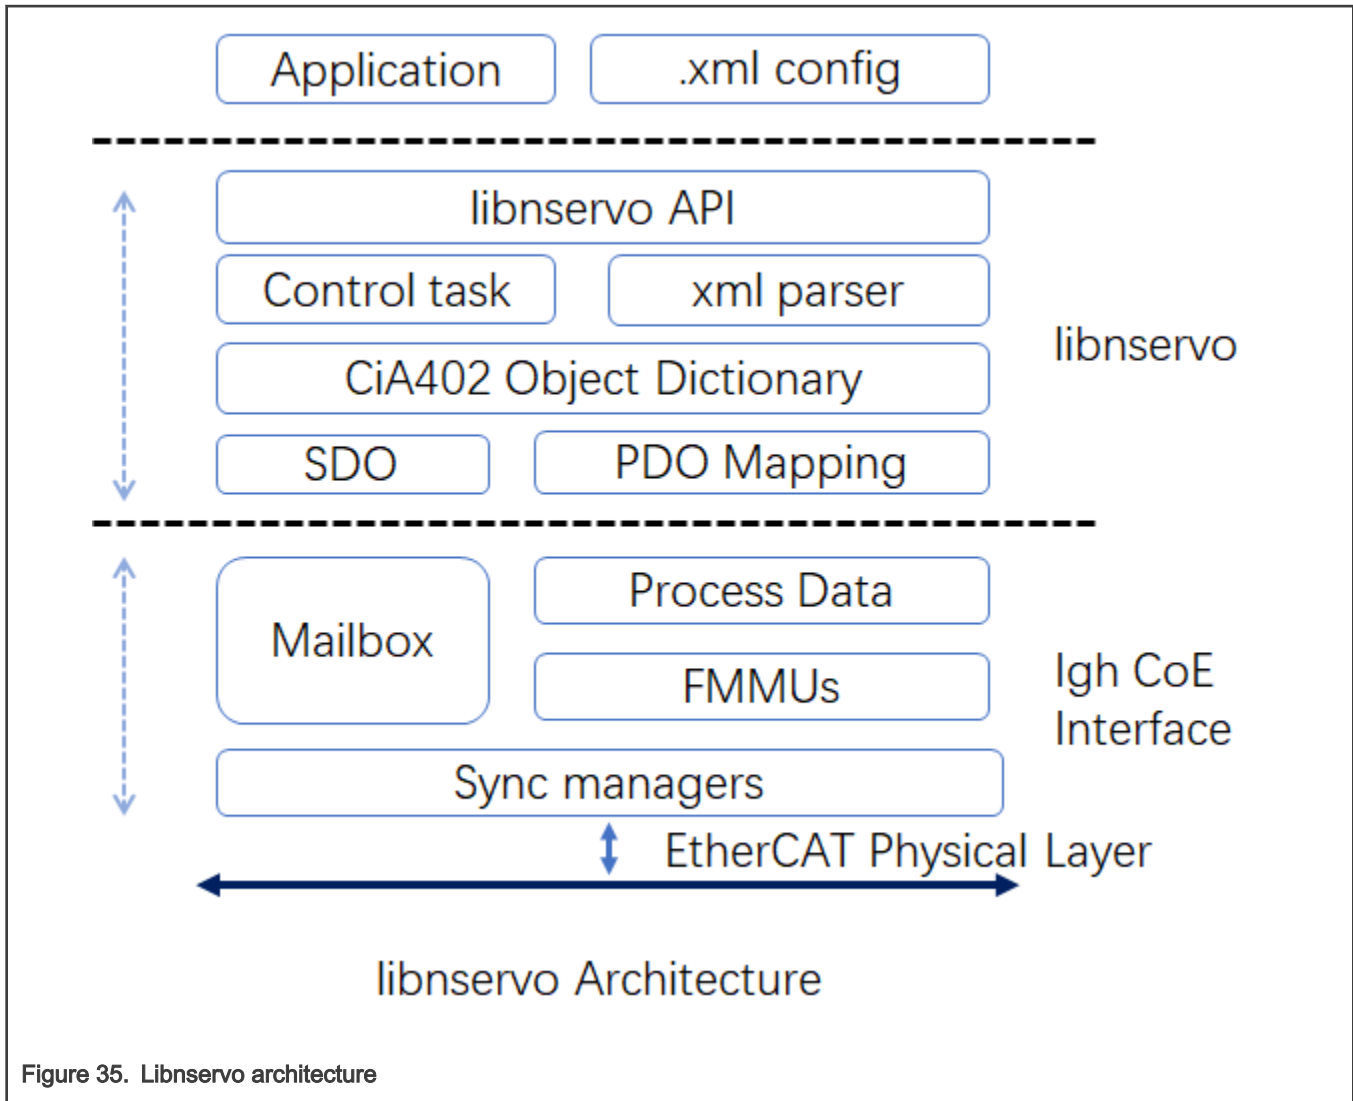 Application
.xml config
libnservo API
Control task
xml parser
CiA402 Object Dictionary
libnservo
SDO
PDO Mapping
Mailbox
Process Data
FMMUs
Igh CoE
Interface
Sync managers
EtherCAT Physical Layer
libnservo Architecture
Figure 35. Libnservo architecture